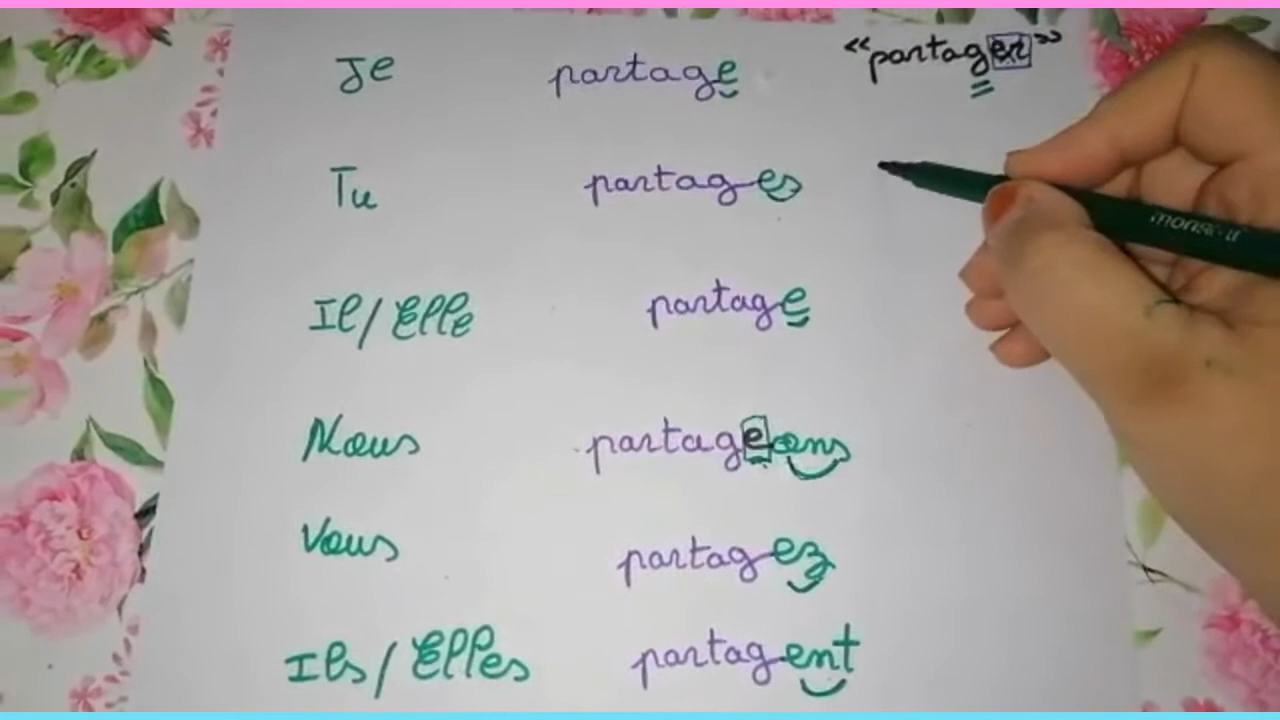 Je partage «partager»
Tu partages
Il/Elle partage
Nous partageons
Vous partagez
Ils/Elles partagent